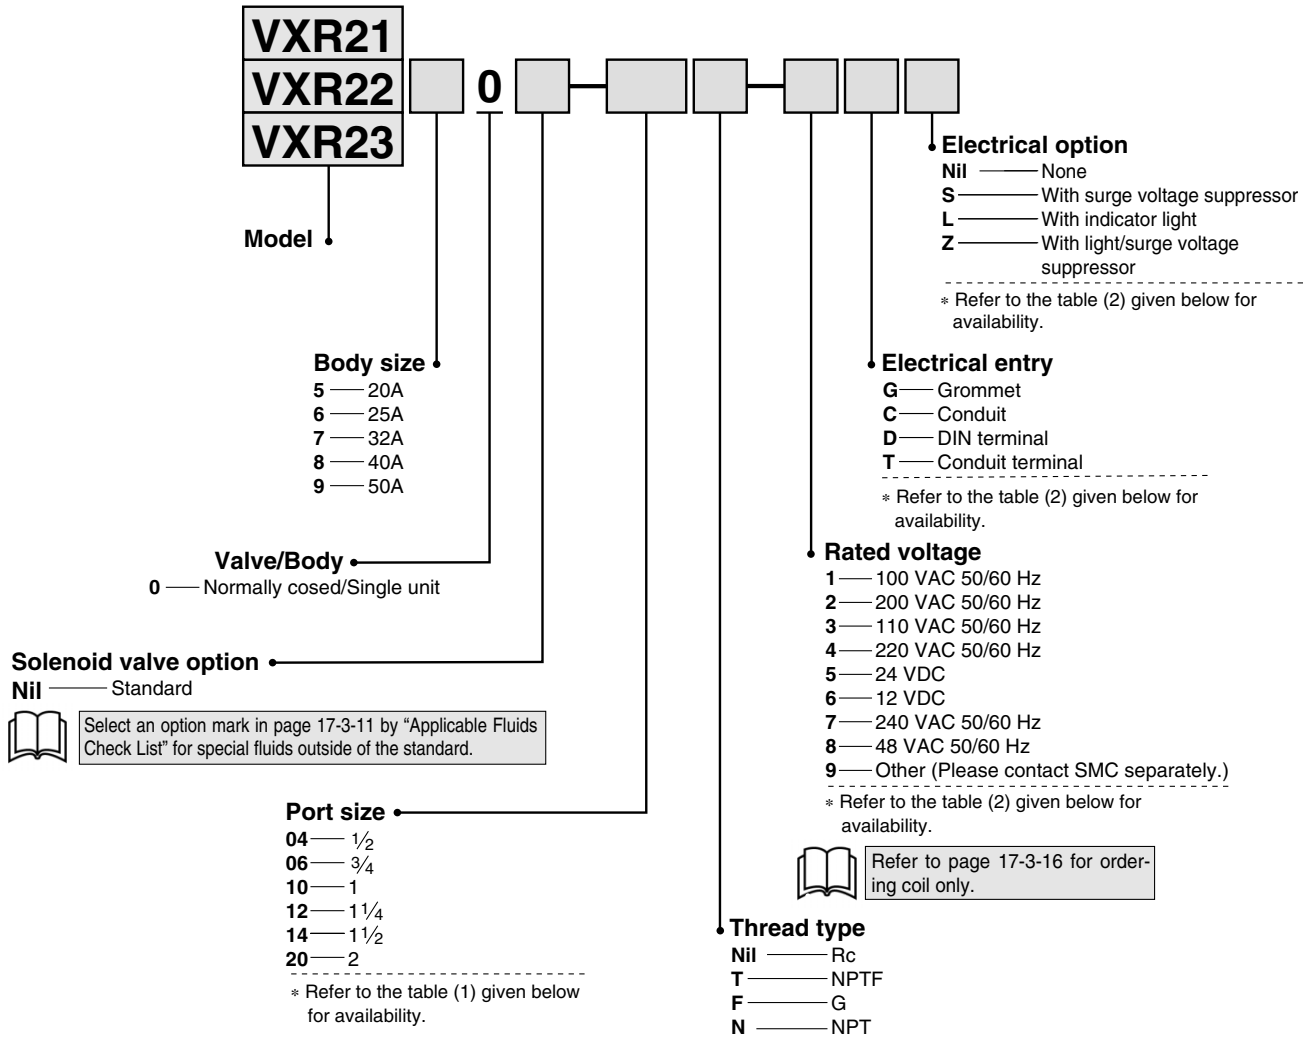 VXR21
VXR22 0
VXR23
Model
Electrical option
Nil None
S With surge voltage suppressor
L With indicator light
Z With light/surge voltage
suppressor
* Refer to the table (2) given below for
availability.
Body size
5 20A
6 25A
7 32A
8 40A
9 50A
Electrical entry
G Grommet
C Conduit
D DIN terminal
T Conduit terminal
* Refer to the table (2) given below for
availability.
Valve/Body
0 Normally cosed/Single unit
Rated voltage
1 100 VAC 50/60 Hz
2 200 VAC 50/60 Hz
3 110 VAC 50/60 Hz
4 220 VAC 50/60 Hz
5 24 VDC
6 12 VDC
7 240 VAC 50/60 Hz
8 48 VAC 50/60 Hz
9 Other (Please contact SMC separately.)
* Refer to the table (2) given below for
availability.
Refer to page 17-3-16 for order-
ing coil only.
Solenoid valve option
Nil Standard
Select an option mark in page 17-3-11 by “Applicable Fluids
Check List” for special fluids outside of the standard.
Port size
04 1/2
06 3/4
10 1
12 1 1/4
14 1 1/2
20 2
* Refer to the table (1) given below
for availability.
Thread type
Nil Rc
T NPTF
F G
N NPT